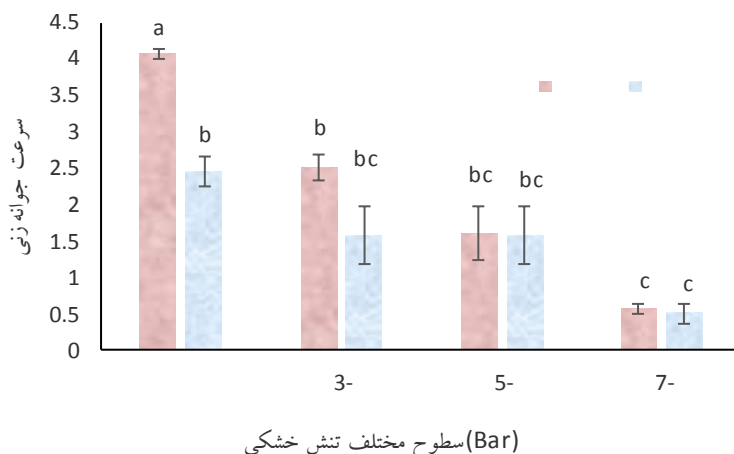 4.5
4
3.5
3
2.5
2
1.5
1
0.5
0
سرعت جوانه زنی
a
b
b
bc
bc
bc
c
c
3-
5-
7-
سطوح مختلف تنش خشکی(Bar)